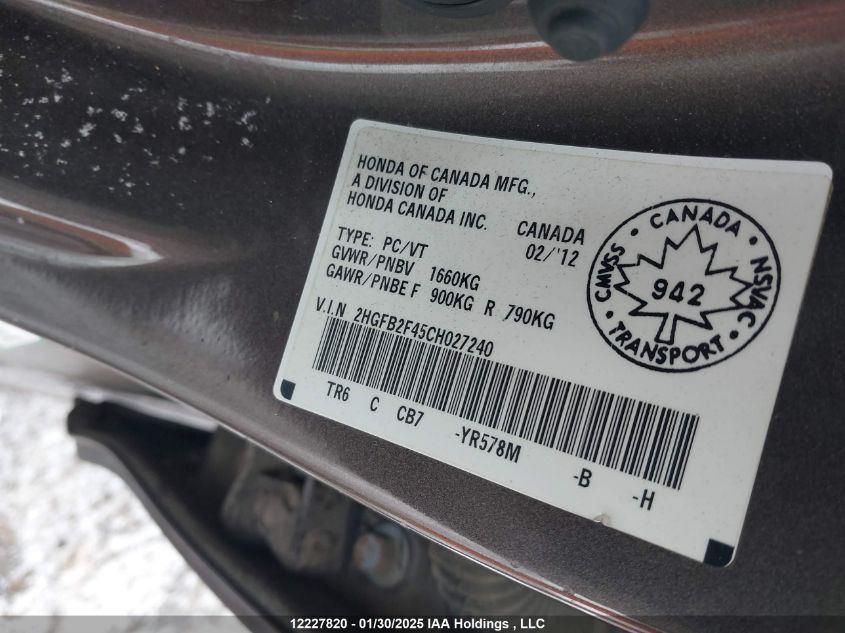 HONDA OF CANADA MFG.,
A DIVISION OF
HONDA CANADA INC.
CANADA
02/'12
TYPE: PC/VT
GVWR/PNBV 1660KG
GAWR/PNBE F 900KG R 790KG
V.I.N 2HGFB2F45CH027240
TR6 C CB7 -YR578M -B -H
CANADA
CMVSS
NSVAC
942
TRANSPORT
12227820 - 01/30/2025 IAA Holdings , LLC